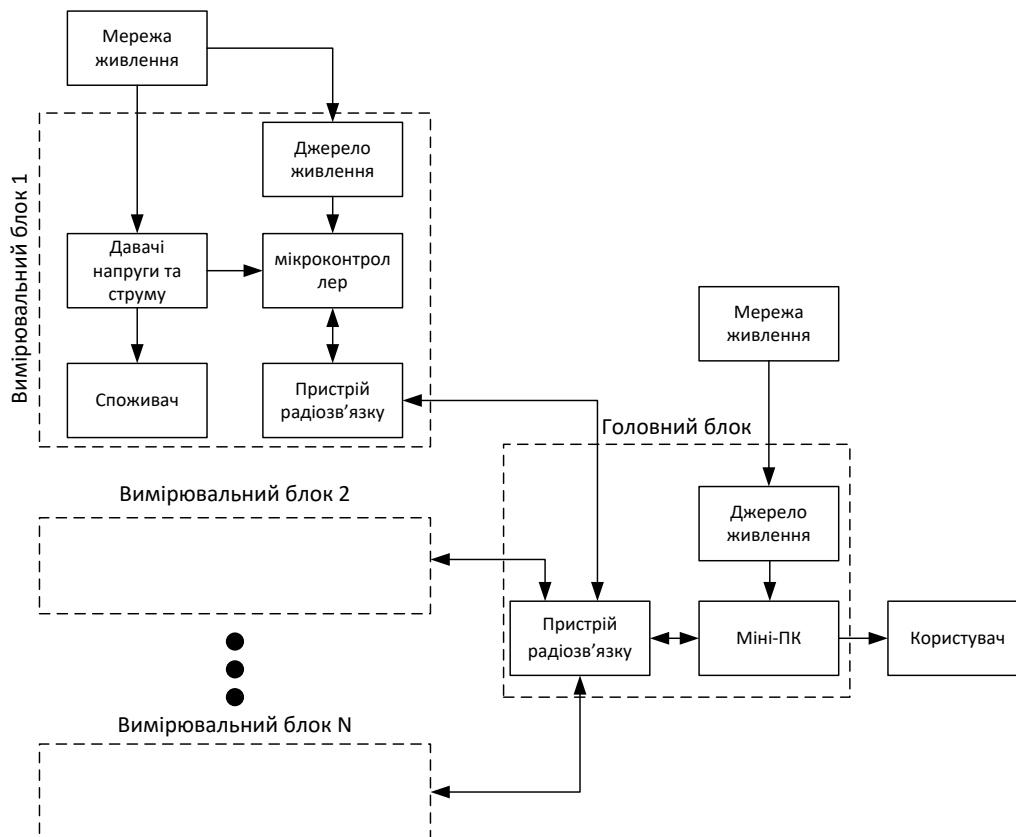 Мережа
живлення
Вимірювальний блок 1
Джерело
живлення
Давачі
напруги та
струму
мікроконтрол
лер
Споживач
Пристрій
радіозв’язку
Мережа
живлення
Головний блок
Вимірювальний блок 2
Джерело
живлення
Пристрій
радіозв’язку
Міні-ПК
Користувач
Вимірювальний блок N